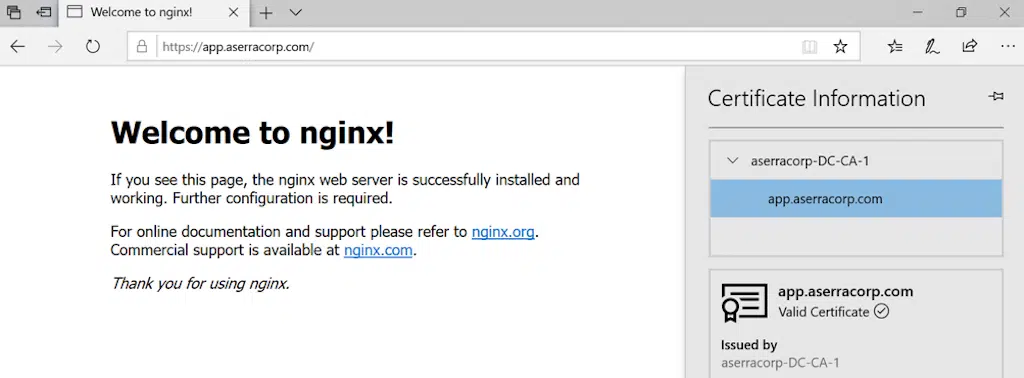 Welcome to nginx!
https://app.aserracorp.com/
Welcome to nginx!
If you see this page, the nginx web server is successfully installed and
working. Further configuration is required.
For online documentation and support please refer to nginx.org.
Commercial support is available at nginx.com.
Thank you for using nginx.
Certificate Information
aserracorp-DC-CA-1
app.aserracorp.com
app.aserracorp.com
Valid Certificate
Issued by
aserracorp-DC-CA-1